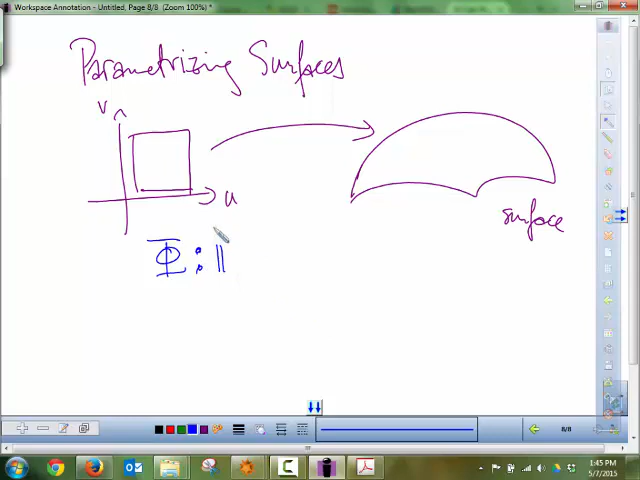 Workspace Annotation - Untitled, Page 8/8 (Zoom 100%) *
Parametrizing Surfaces
v
u
surface
Φ : ||
8/8
1:45 PM
5/7/2015